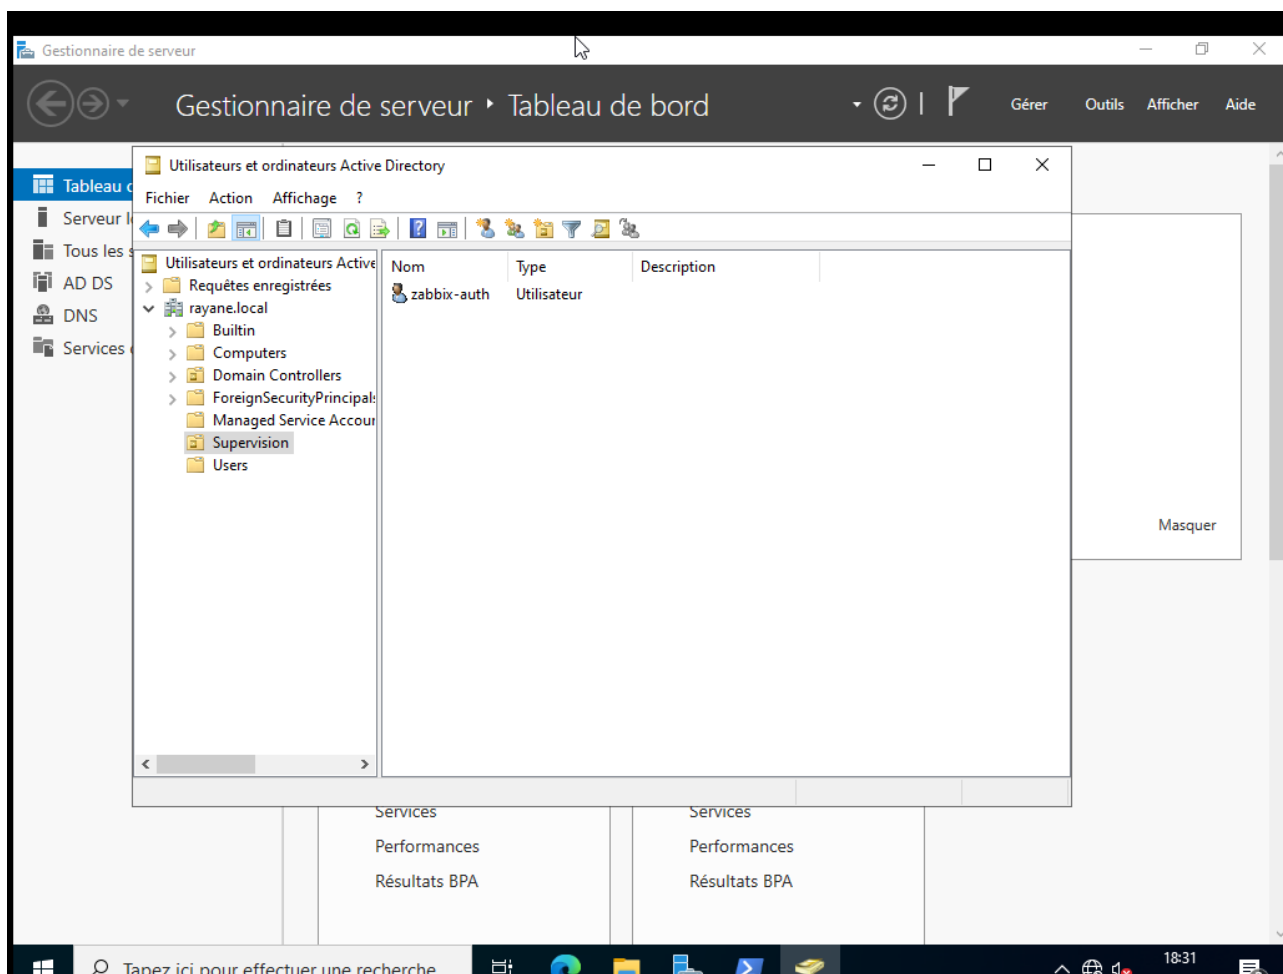 Gestionnaire de serveur
Gestionnaire de serveur ‣ Tableau de bord
Gérer Outils Afficher Aide
Utilisateurs et ordinateurs Active Directory
Fichier Action Affichage ?
Tableau
Serveur
Tous les
AD DS
DNS
Services
Utilisateurs et ordinateurs Active
Requêtes enregistrées
rayane.local
Builtin
Computers
Domain Controllers
ForeignSecurityPrincipals
Managed Service Accour
Supervision
Users
Nom Type Description
zabbix-auth Utilisateur
Masquer
Services Services
Performances Performances
Résultats BPA Résultats BPA
Tapez ici pour effectuer une recherche
18:31